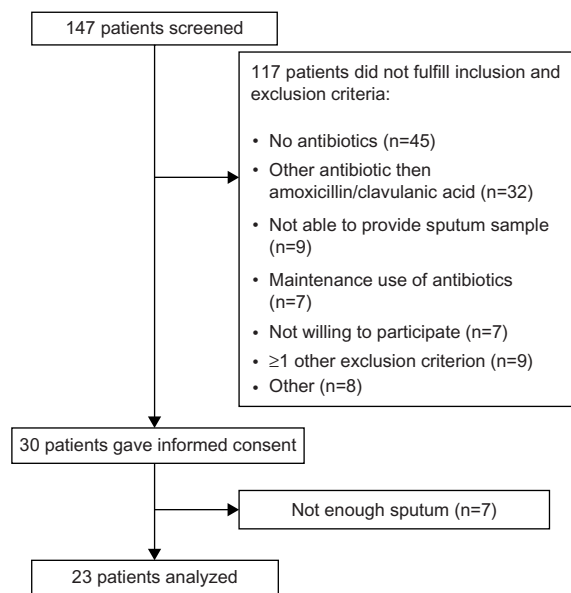 147 patients screened
117 patients did not fulfill inclusion and
exclusion criteria:
• No antibiotics (n=45)
• Other antibiotic then
amoxicillin/clavulanic acid (n=32)
• Not able to provide sputum sample
(n=9)
• Maintenance use of antibiotics
(n=7)
• Not willing to participate (n=7)
• ≥1 other exclusion criterion (n=9)
• Other (n=8)
30 patients gave informed consent
Not enough sputum (n=7)
23 patients analyzed